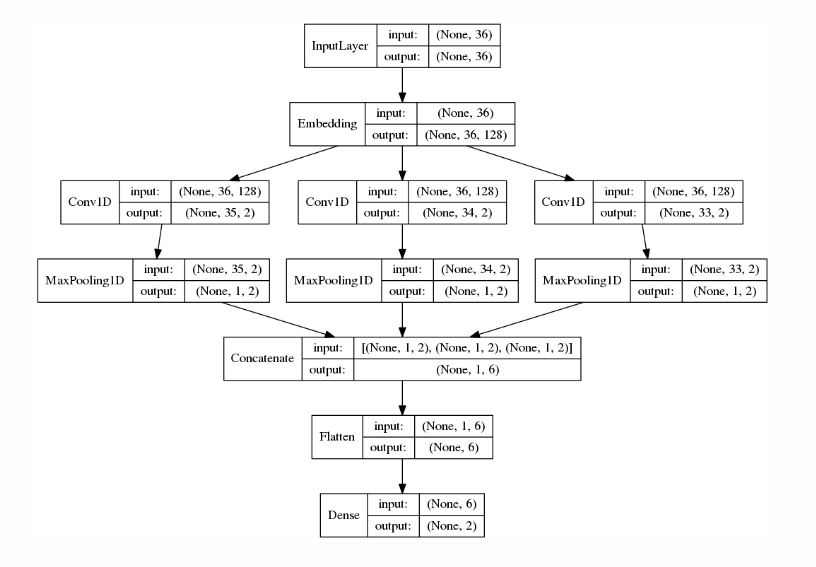 InputLayer input: (None, 36)
output: (None, 36)
Embedding input: (None, 36)
output: (None, 36, 128)
Conv1D input: (None, 36, 128)
output: (None, 35, 2)
Conv1D input: (None, 36, 128)
output: (None, 34, 2)
Conv1D input: (None, 36, 128)
output: (None, 33, 2)
MaxPooling1D input: (None, 35, 2)
output: (None, 1, 2)
MaxPooling1D input: (None, 34, 2)
output: (None, 1, 2)
MaxPooling1D input: (None, 33, 2)
output: (None, 1, 2)
Concatenate input: [(None, 1, 2), (None, 1, 2), (None, 1, 2)]
output: (None, 1, 6)
Flatten input: (None, 1, 6)
output: (None, 6)
Dense input: (None, 6)
output: (None, 2)